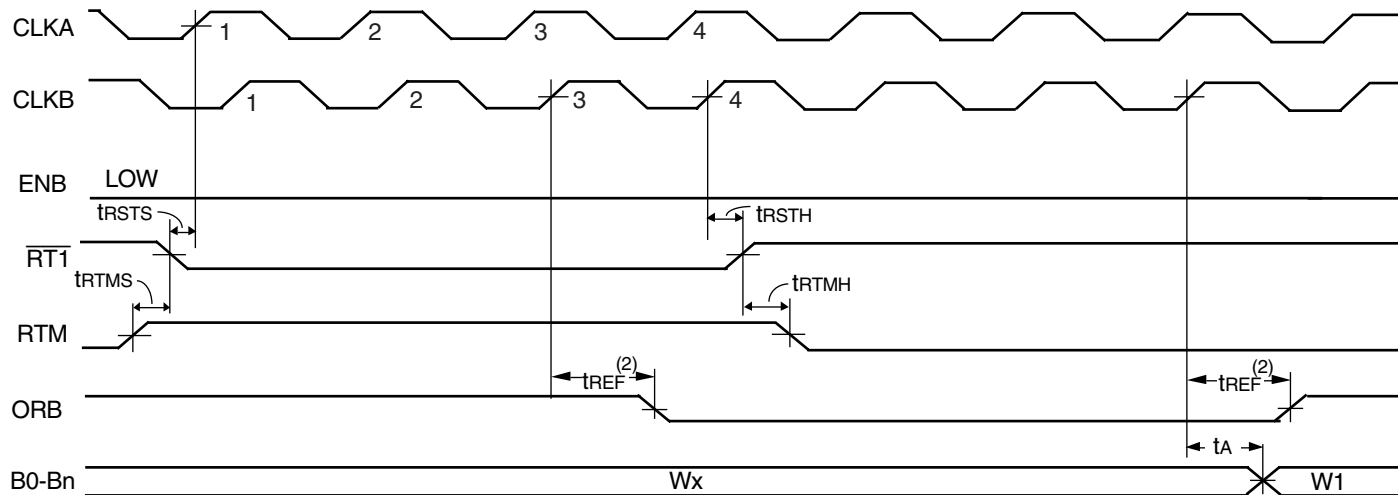 CLKA 1 2 3 4
CLKB 1 2 3 4
ENB LOW
tRSTS tRSTH
RT1
tRTMS tRTMH
RTM
tREF(2) tREF(2)
ORB
tA
B0-Bn Wx W1